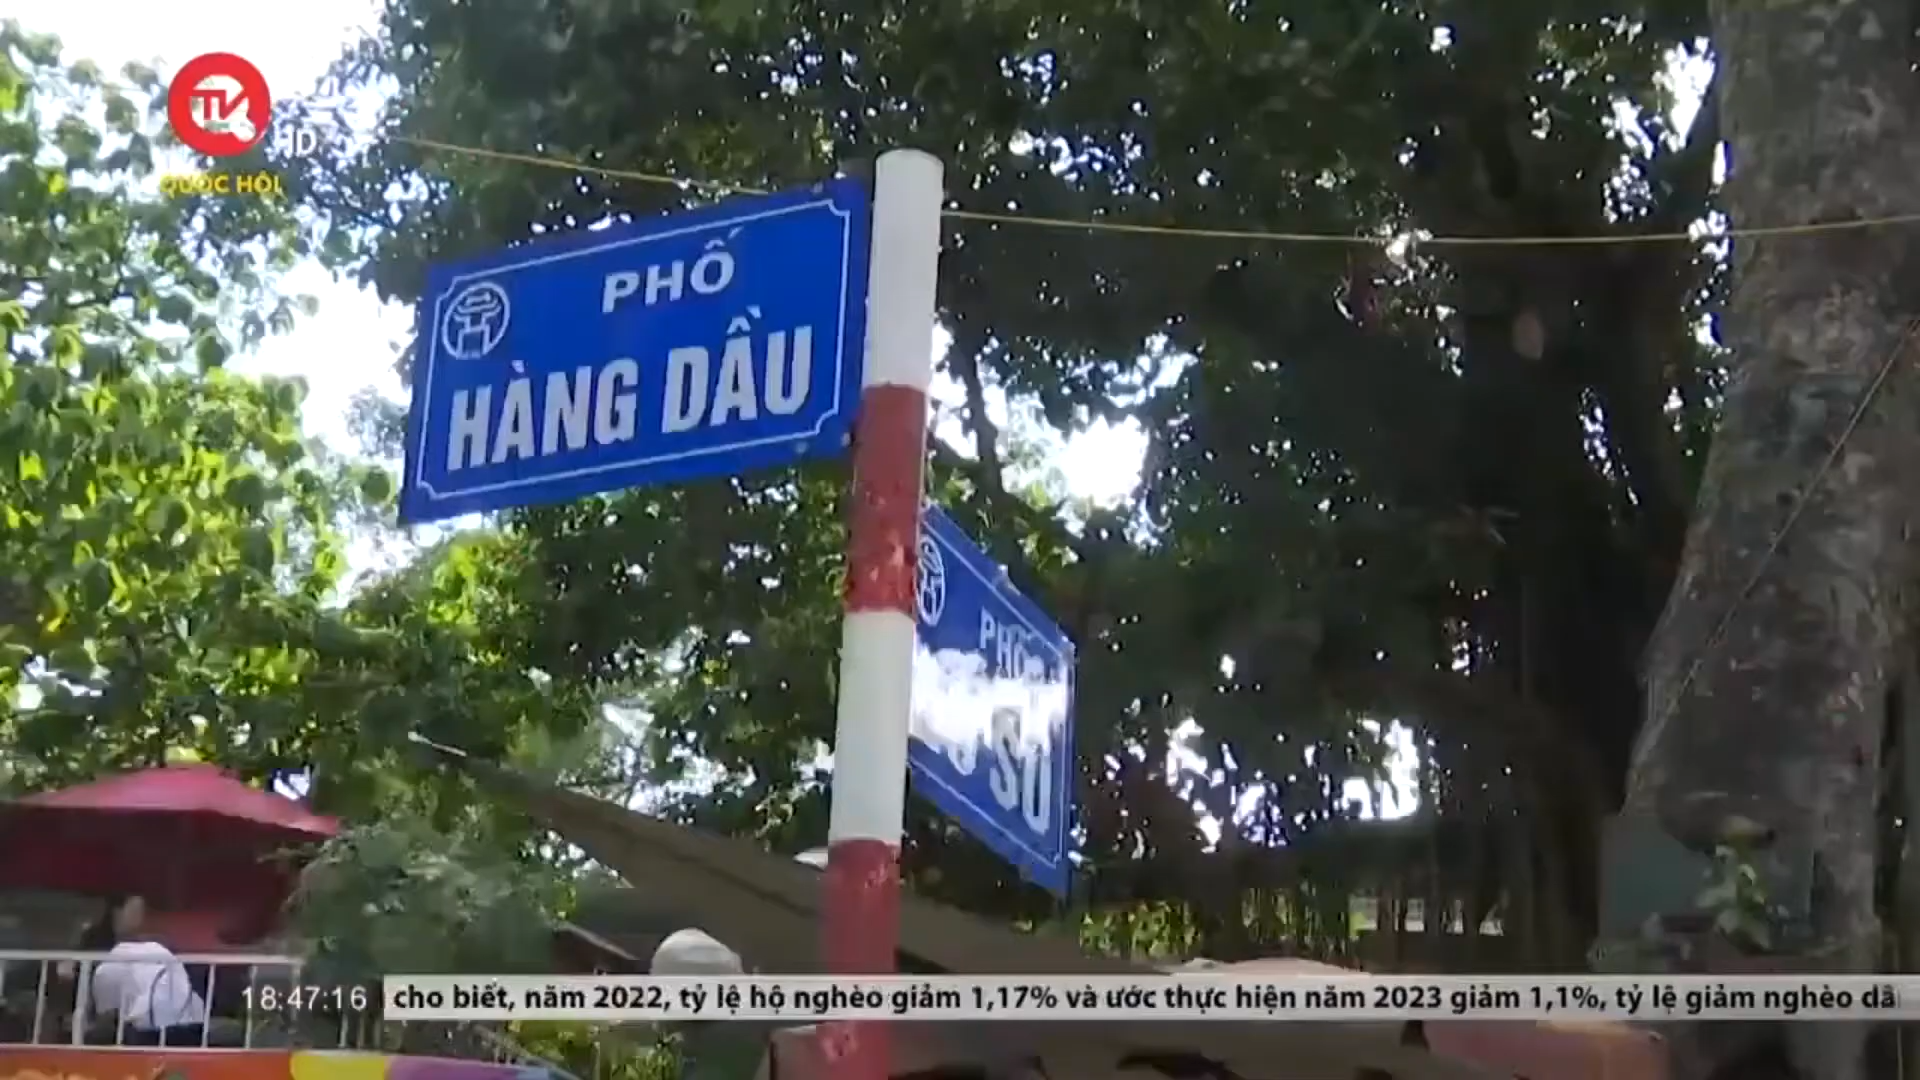 TV
HD
QUỐC HỘI
PHỐ
HÀNG DẦU
PHỐ
18:47:16
cho biết, năm 2022, tỷ lệ hộ nghèo giảm 1,17% và ước thực hiện năm 2023 giảm 1,1%, tỷ lệ giảm nghèo